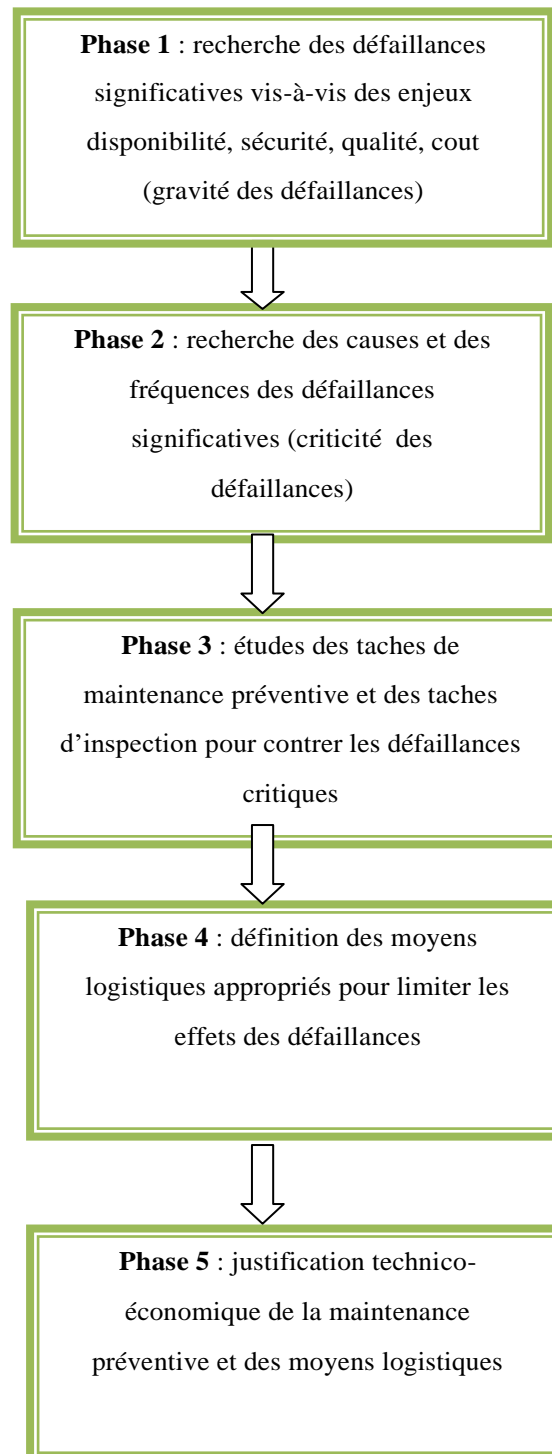 Phase 1 : recherche des défaillances
significatives vis-à-vis des enjeux
disponibilité, sécurité, qualité, cout
(gravité des défaillances)
Phase 2 : recherche des causes et des
fréquences des défaillances
significatives (criticité des
défaillances)
Phase 3 : études des taches de
maintenance préventive et des taches
d’inspection pour contrer les défaillances
critiques
Phase 4 : définition des moyens
logistiques appropriés pour limiter les
effets des défaillances
Phase 5 : justification technico-
économique de la maintenance
préventive et des moyens logistiques